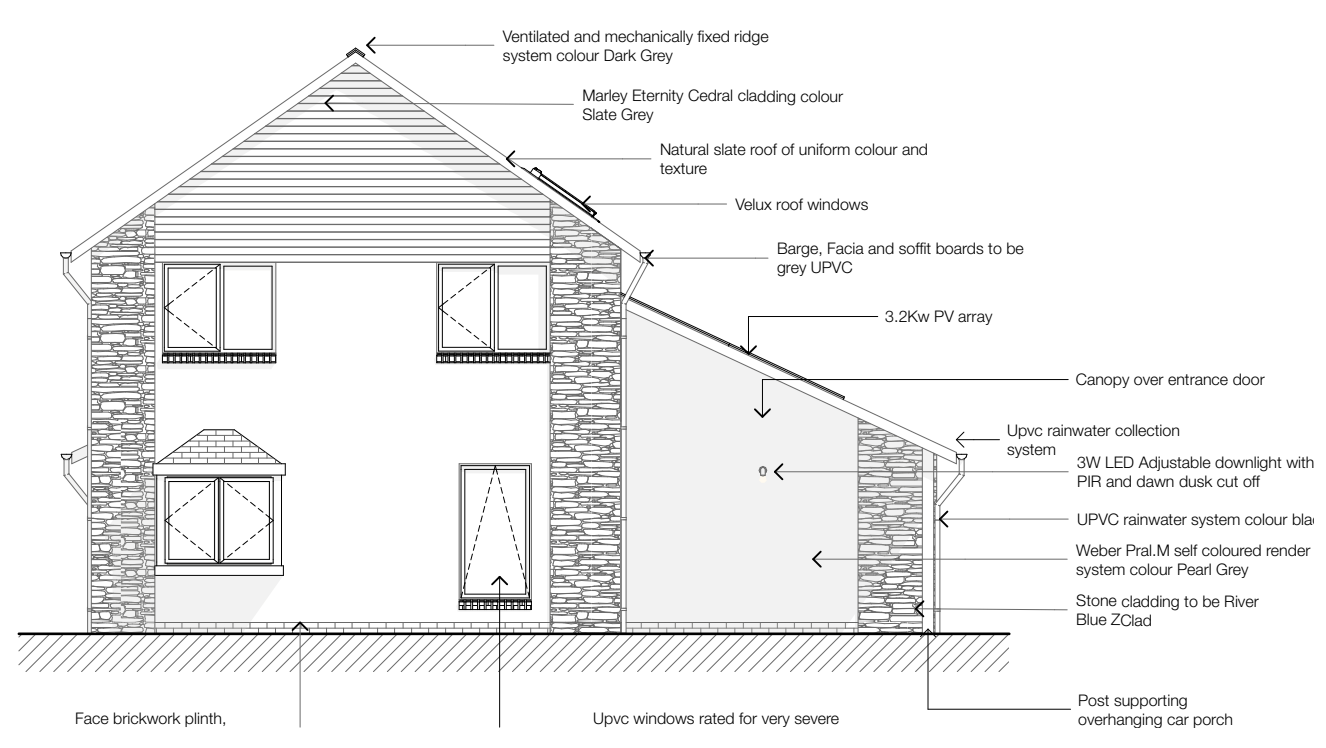 Ventilated and mechanically fixed ridge
system colour Dark Grey
Marley Eternity Cedral cladding colour
Slate Grey
Natural slate roof of uniform colour and
texture
Velux roof windows
Barge, Facia and soffit boards to be
grey UPVC
3.2Kw PV array
Canopy over entrance door
Upvc rainwater collection
system
3W LED Adjustable downlight with
PIR and dawn dusk cut off
UPVC rainwater system colour
Weber Pral.M self coloured render
system colour Pearl Grey
Stone cladding to be River
Blue ZClad
Post supporting
overhanging car porch
Face brickwork plinth,
Upvc windows rated for very severe